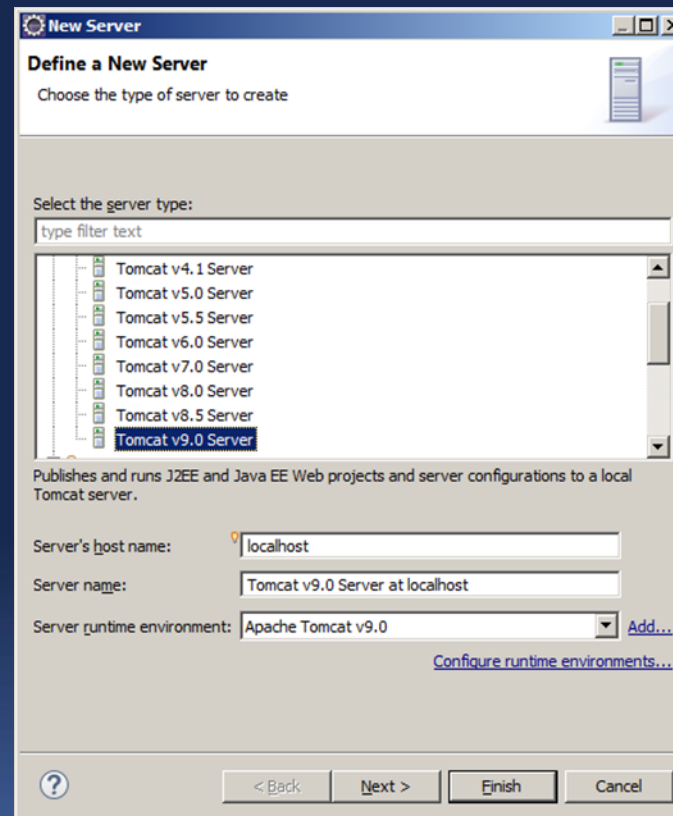 New Server
Define a New Server
Choose the type of server to create
Select the server type:
type filter text
Tomcat v4.1 Server
Tomcat v5.0 Server
Tomcat v5.5 Server
Tomcat v6.0 Server
Tomcat v7.0 Server
Tomcat v8.0 Server
Tomcat v8.5 Server
Tomcat v9.0 Server
Publishes and runs J2EE and Java EE Web projects and server configurations to a local
Tomcat server.
Server's host name: localhost
Server name: Tomcat v9.0 Server at localhost
Server runtime environment: Apache Tomcat v9.0 Add...
Configure runtime environments...
? < Back Next > Finish Cancel